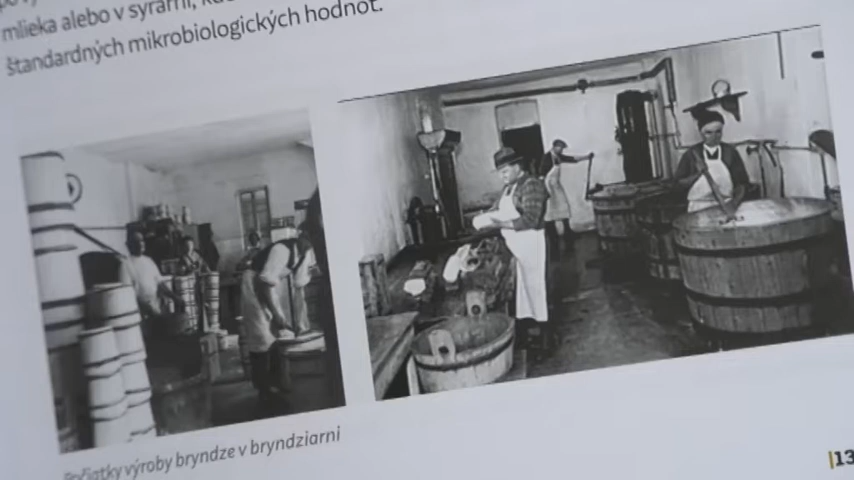 mlieka alebo v syrárni,
štandardných mikrobiologických hodnôt.
výroby bryndze v bryndziarni
|13